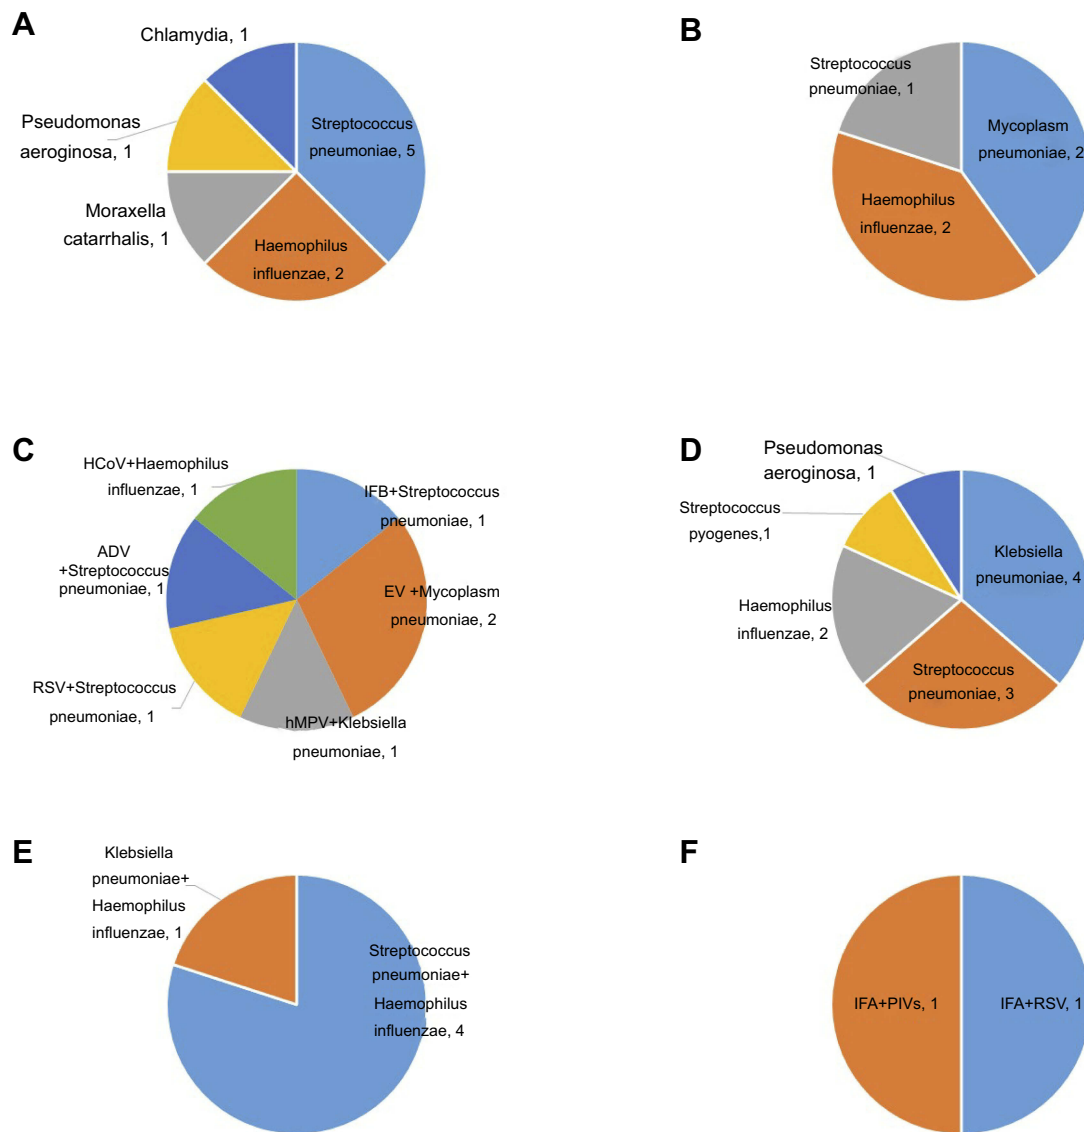 A
Chlamydia, 1
Pseudomonas
aeroginosa, 1
Moraxella
catarrhalis, 1
Streptococcus
pneumoniae, 5
Haemophilus
influenzae, 2
B
Streptococcus
pneumoniae, 1
Mycoplasm
pneumoniae, 2
Haemophilus
influenzae, 2
C
HCoV+Haemophilus
influenzae, 1
IFB+Streptococcus
pneumoniae, 1
ADV
+Streptococcus
pneumoniae, 1
EV +Mycoplasm
pneumoniae, 2
RSV+Streptococcus
pneumoniae, 1
hMPV+Klebsiella
pneumoniae, 1
D
Pseudomonas
aeroginosa, 1
Streptococcus
pyogenes,1
Klebsiella
pneumoniae, 4
Haemophilus
influenzae, 2
Streptococcus
pneumoniae, 3
E
Klebsiella
pneumoniae+
Haemophilus
influenzae, 1
Streptococcus
pneumoniae+
Haemophilus
influenzae, 4
F
IFA+PIVs, 1
IFA+RSV, 1